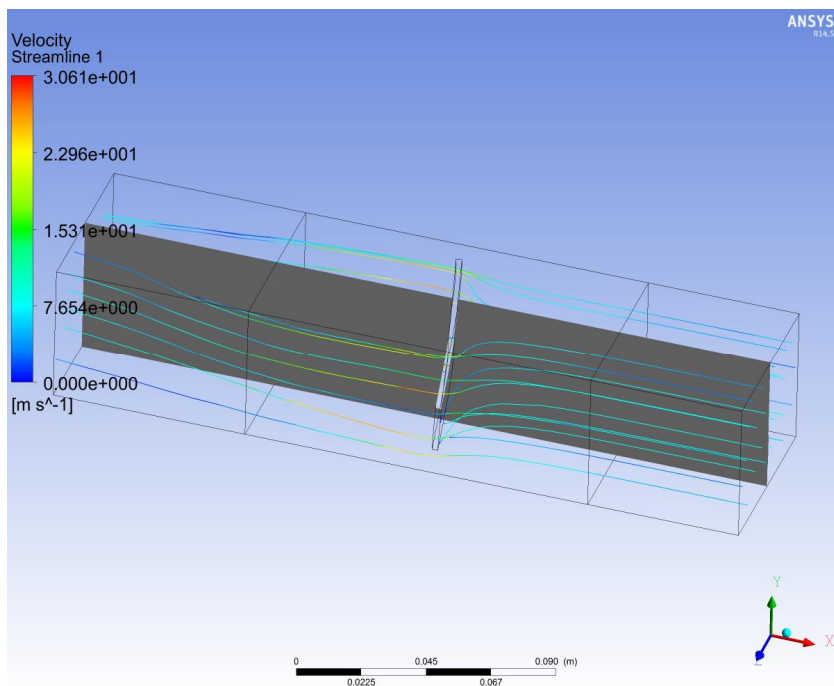 ANSYS
R14.5
Velocity
Streamline 1
3.061e+001
2.296e+001
1.531e+001
7.654e+000
0.000e+000
[m s^-1]
Y
X
Z
0 0.045 0.090 (m)
0.0225 0.067